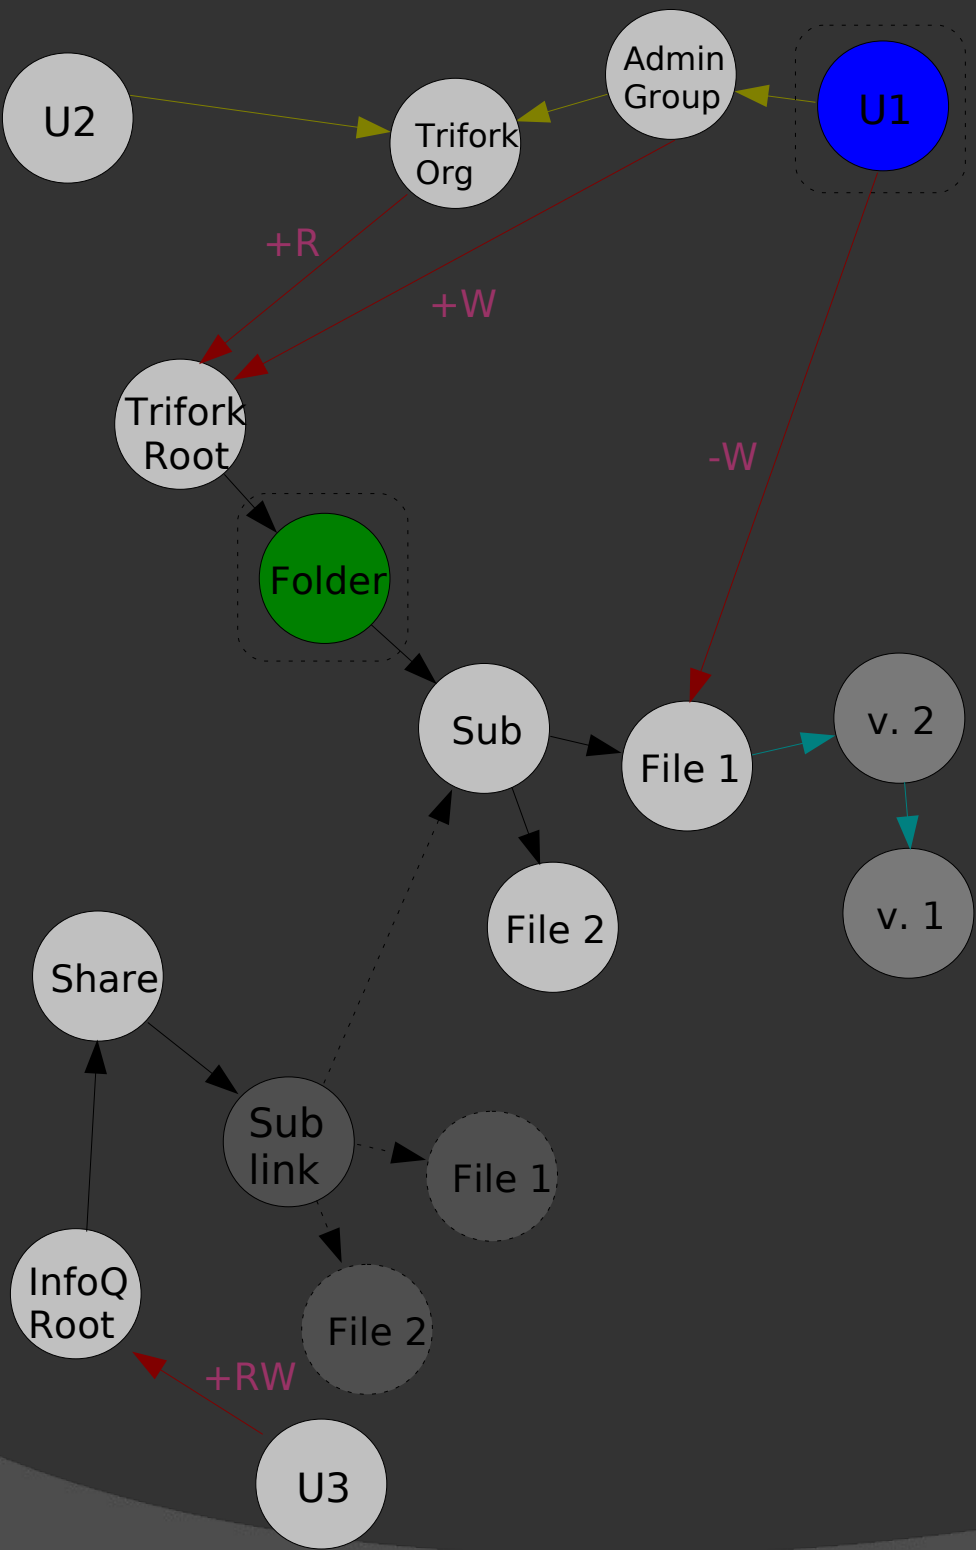 Admin
Group
U1
U2
Trifork
Org
+R
+W
Trifork
Root
-W
Folder
Sub
File 1
v. 2
File 2
v. 1
Share
Sub
link
File 1
InfoQ
Root
File 2
+RW
U3